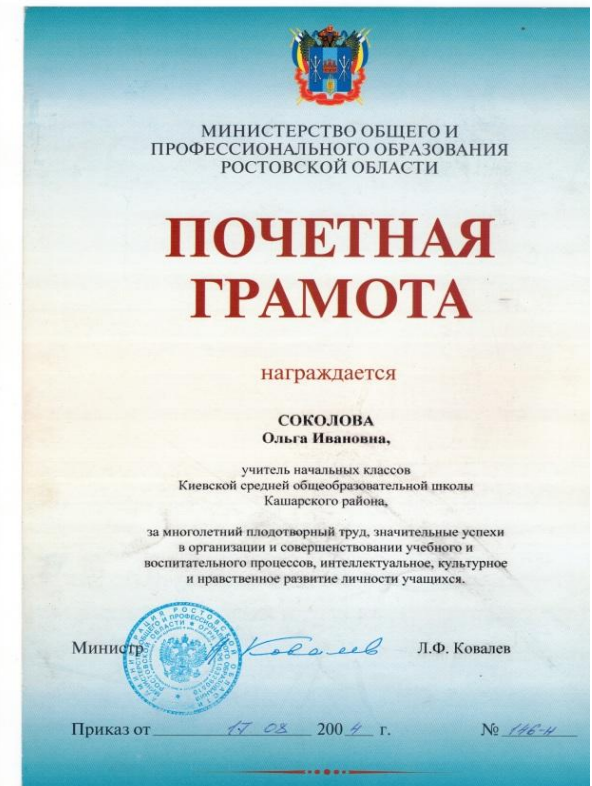 МИНИСТЕРСТВО ОБЩЕГО И
ПРОФЕССИОНАЛЬНОГО ОБРАЗОВАНИЯ
РОСТОВСКОЙ ОБЛАСТИ
ПОЧЕТНАЯ
ГРАМОТА
награждается
СОКОЛОВА
Ольга Ивановна,
учитель начальных классов
Киевской средней общеобразовательной школы
Кашарского района,
за многолетний плодотворный труд, значительные успехи
в организации и совершенствовании учебного и
воспитательного процессов, интеллектуальное, культурное
и нравственное развитие личности учащихся.
Министр Ковалев Л.Ф. Ковалев
Приказ от 17 08 2004 г. № 146-н